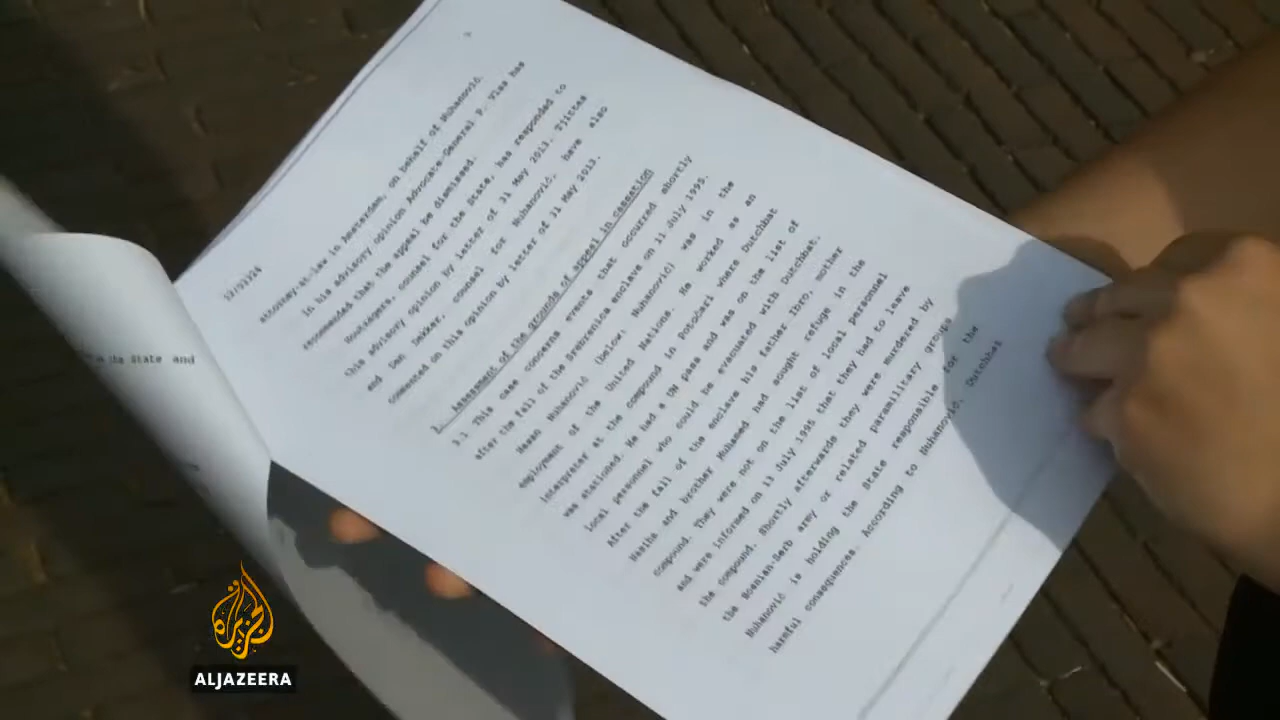 12/03324
attorney-at-law in Amsterdam, on behalf of Nuhanović.
in his advisory opinion Advocate-General P. Vlas has
recommended that the appeal be dismissed.
Houtzagers, counsel for the State, has responded to
this advisory opinion by letter of 31 May 2013. Tjittes
and Den Dekker, counsel for Nuhanović, have also
commented on this opinion by letter of 31 May 2013.
3. Assessment of the grounds of appeal in cassation
3.1 This case concerns events that occurred shortly
after the fall of the Srebrenica enclave on 11 July 1995.
Hasan Nuhanović (below, Nuhanović) was in the
employment of the United Nations. He worked as an
interpreter at the compound in Potočari where Dutchbat
was stationed. He had a UN pass and was on the list of
local personnel who could be evacuated with Dutchbat.
After the fall of the enclave his father Ibro, mother
Nasiha and brother Muhamed had sought refuge in the
compound. They were not on the list of local personnel
and were informed on 13 July 1995 that they had to leave
the compound. Shortly afterwards they were murdered by
the Bosnian-Serb army or related paramilitary groups.
Nuhanović is holding the State responsible for the
harmful consequences. According to Nuhanović, Dutchbat
the State and
الجزيرة
ALJAZEERA